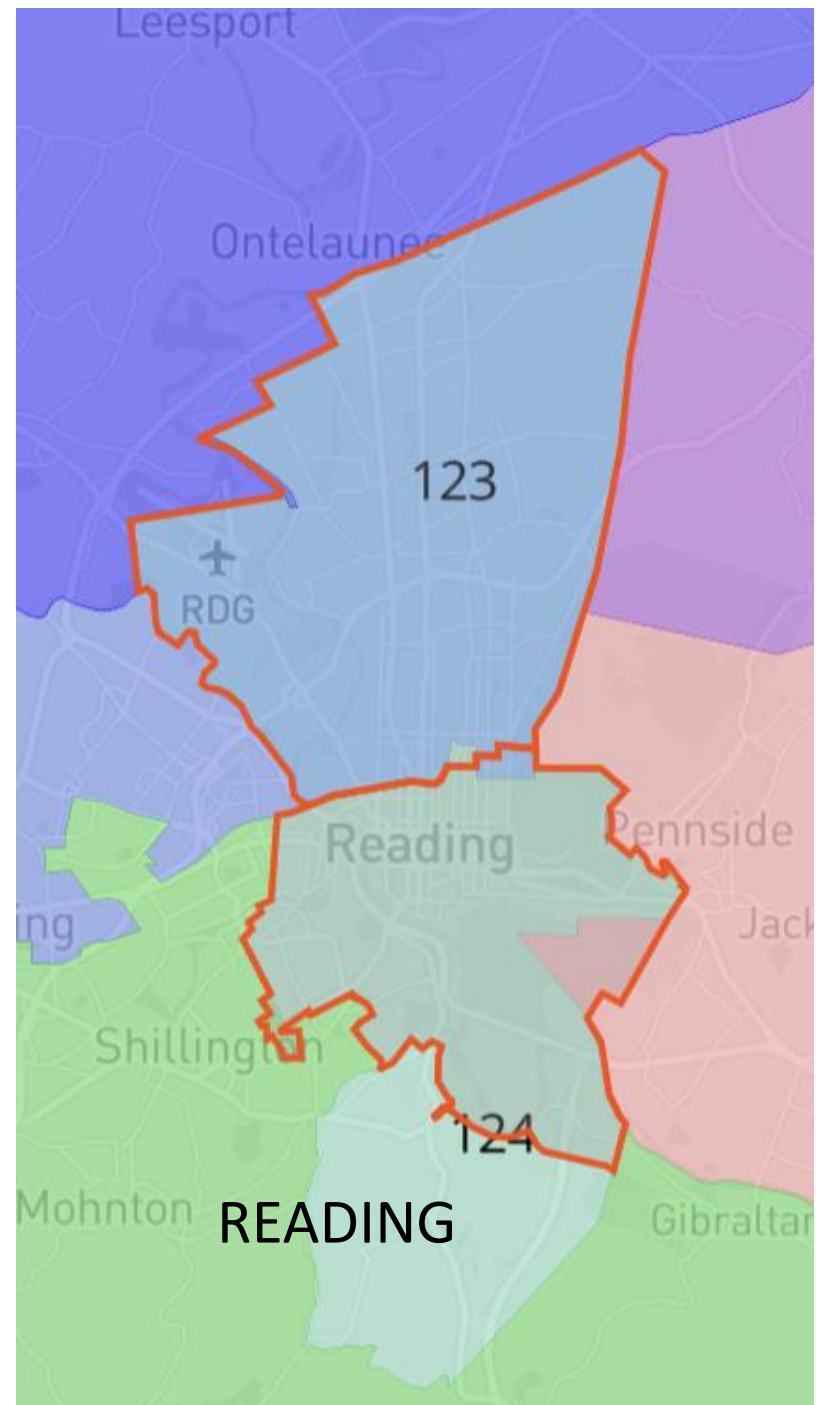 Leesport
Ontelaunee
123
RDG
Reading
Pennside
ing
Jack
Shillington
124
Mohnton
READING
Gibraltar